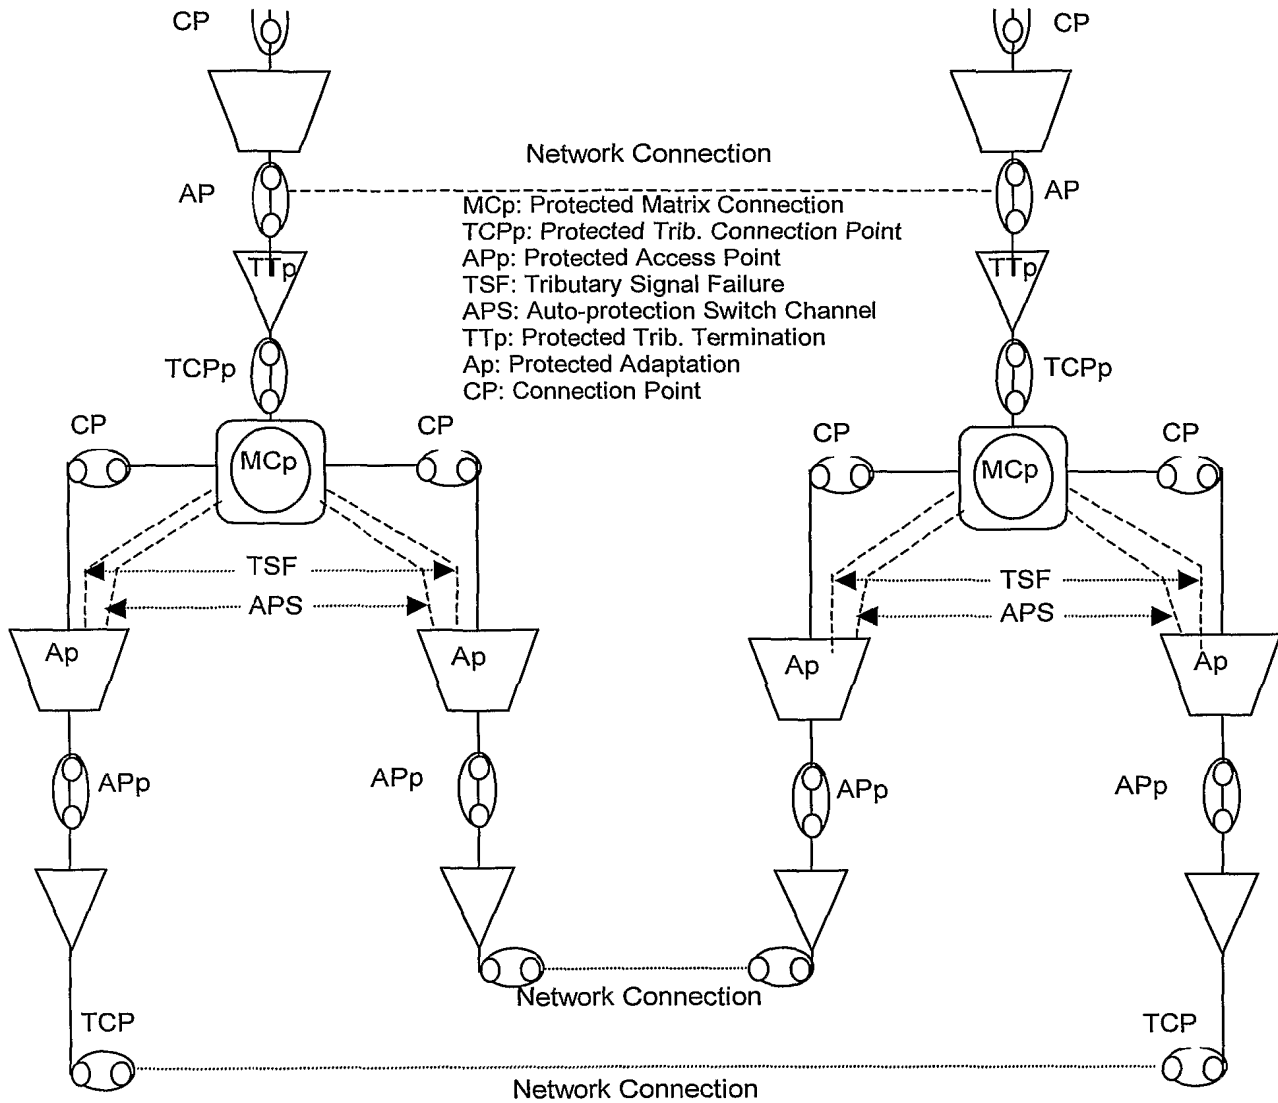 CP
CP
Network Connection
AP
AP
MCp: Protected Matrix Connection
TCPp: Protected Trib. Connection Point
APp: Protected Access Point
TSF: Tributary Signal Failure
APS: Auto-protection Switch Channel
TTp: Protected Trib. Termination
Ap: Protected Adaptation
CP: Connection Point
TTp
TTp
TCPp
TCPp
CP
CP
CP
CP
MCp
MCp
TSF
TSF
APS
APS
Ap
Ap
Ap
Ap
APp
APp
APp
APp
Network Connection
TCP
TCP
Network Connection